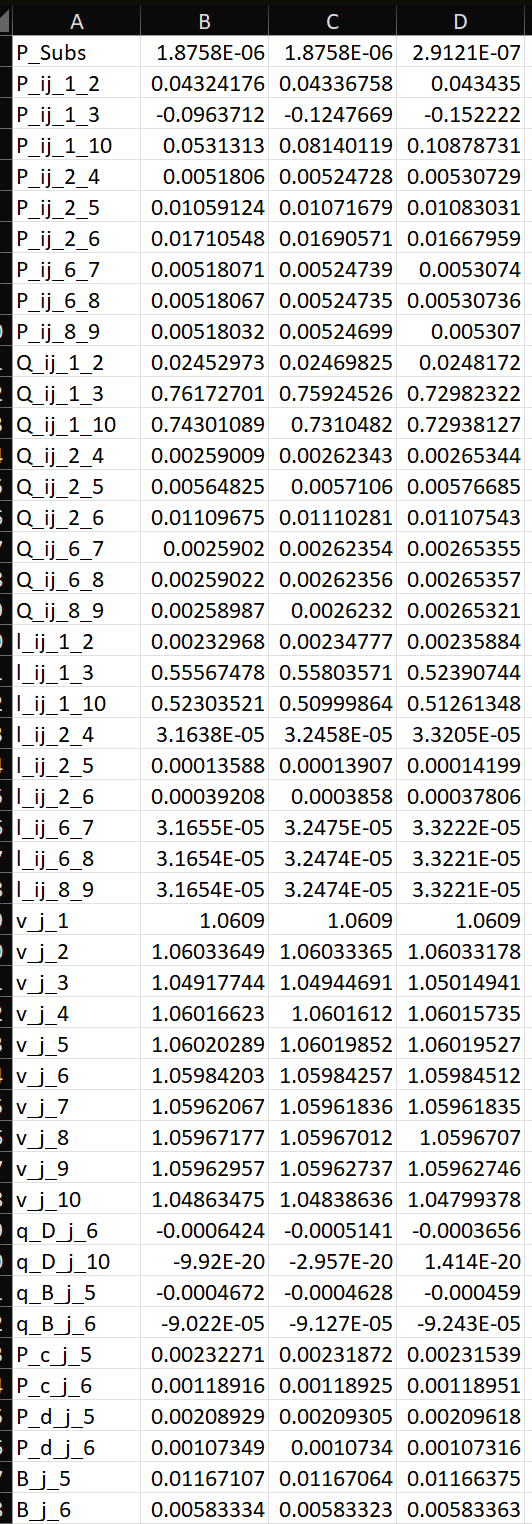 A B C D
P_Subs 1.8758E-06 1.8758E-06 2.9121E-07
P_ij_1_2 0.04324176 0.04336758 0.043435
P_ij_1_3 -0.0963712 -0.1247669 -0.152222
P_ij_1_10 0.0531313 0.08140119 0.10878731
P_ij_2_4 0.0051806 0.00524728 0.00530729
P_ij_2_5 0.01059124 0.01071679 0.01083031
P_ij_2_6 0.01710548 0.01690571 0.01667959
P_ij_6_7 0.00518071 0.00524739 0.0053074
P_ij_6_8 0.00518067 0.00524735 0.00530736
P_ij_8_9 0.00518032 0.00524699 0.005307
Q_ij_1_2 0.02452973 0.02469825 0.0248172
Q_ij_1_3 0.76172701 0.75924526 0.72982322
Q_ij_1_10 0.74301089 0.7310482 0.72938127
Q_ij_2_4 0.00259009 0.00262343 0.00265344
Q_ij_2_5 0.00564825 0.0057106 0.00576685
Q_ij_2_6 0.01109675 0.01110281 0.01107543
Q_ij_6_7 0.0025902 0.00262354 0.00265355
Q_ij_6_8 0.00259022 0.00262356 0.00265357
Q_ij_8_9 0.00258987 0.0026232 0.00265321
l_ij_1_2 0.00232968 0.00234777 0.00235884
l_ij_1_3 0.55567478 0.55803571 0.52390744
l_ij_1_10 0.52303521 0.50999864 0.51261348
l_ij_2_4 3.1638E-05 3.2458E-05 3.3205E-05
l_ij_2_5 0.00013588 0.00013907 0.00014199
l_ij_2_6 0.00039208 0.0003858 0.00037806
l_ij_6_7 3.1655E-05 3.2475E-05 3.3222E-05
l_ij_6_8 3.1654E-05 3.2474E-05 3.3221E-05
l_ij_8_9 3.1654E-05 3.2474E-05 3.3221E-05
v_j_1 1.0609 1.0609 1.0609
v_j_2 1.06033649 1.06033365 1.06033178
v_j_3 1.04917744 1.04944691 1.05014941
v_j_4 1.06016623 1.0601612 1.06015735
v_j_5 1.06020289 1.06019852 1.06019527
v_j_6 1.05984203 1.05984257 1.05984512
v_j_7 1.05962067 1.05961836 1.05961835
v_j_8 1.05967177 1.05967012 1.0596707
v_j_9 1.05962957 1.05962737 1.05962746
v_j_10 1.04863475 1.04838636 1.04799378
q_D_j_6 -0.0006424 -0.0005141 -0.0003656
q_D_j_10 -9.92E-20 -2.957E-20 1.414E-20
q_B_j_5 -0.0004672 -0.0004628 -0.000459
q_B_j_6 -9.022E-05 -9.127E-05 -9.243E-05
P_c_j_5 0.00232271 0.00231872 0.00231539
P_c_j_6 0.00118916 0.00118925 0.00118951
P_d_j_5 0.00208929 0.00209305 0.00209618
P_d_j_6 0.00107349 0.0010734 0.00107316
B_j_5 0.01167107 0.01167064 0.01166375
B_j_6 0.00583334 0.00583323 0.00583363